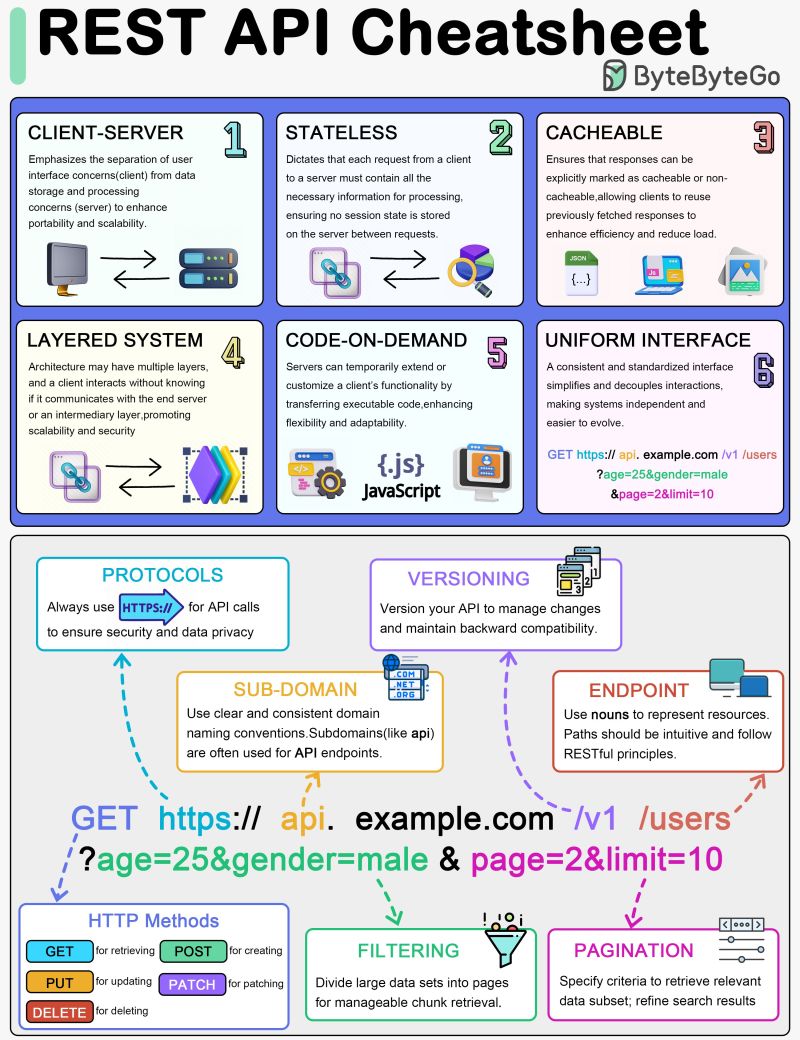 REST API Cheatsheet
ByteByteGo
CLIENT-SERVER
1
Emphasizes the separation of user
interface concerns(client) from data
storage and processing
concerns (server) to enhance
portability and scalability.
STATELESS
2
Dictates that each request from a client
to a server must contain all the
necessary information for processing,
ensuring no session state is stored
on the server between requests.
CACHEABLE
3
Ensures that responses can be
explicitly marked as cacheable or non-
cacheable,allowing clients to reuse
previously fetched responses to
enhance efficiency and reduce load.
JSON
{...}
Js
LAYERED SYSTEM
4
Architecture may have multiple layers,
and a client interacts without knowing
if it communicates with the end server
or an intermediary layer,promoting
scalability and security
CODE-ON-DEMAND
5
Servers can temporarily extend or
customize a client's functionality by
transferring executable code,enhancing
flexibility and adaptability.
</>
{.js}
JavaScript
UNIFORM INTERFACE
6
A consistent and standardized interface
simplifies and decouples interactions,
making systems independent and
easier to evolve.
GET https:// api. example.com /v1 /users
?age=25&gender=male
&page=2&limit=10
PROTOCOLS
Always use HTTPS:// for API calls
to ensure security and data privacy
VERSIONING
1
2
3
Version your API to manage changes
and maintain backward compatibility.
SUB-DOMAIN
.COM
.NET
.ORG
Use clear and consistent domain
naming conventions.Subdomains(like api)
are often used for API endpoints.
ENDPOINT
Use nouns to represent resources.
Paths should be intuitive and follow
RESTful principles.
GET https:// api. example.com /v1 /users
?age=25&gender=male & page=2&limit=10
HTTP Methods
GET for retrieving POST for creating
PUT for updating PATCH for patching
DELETE for deleting
FILTERING
Divide large data sets into pages
for manageable chunk retrieval.
PAGINATION
Specify criteria to retrieve relevant
data subset; refine search results